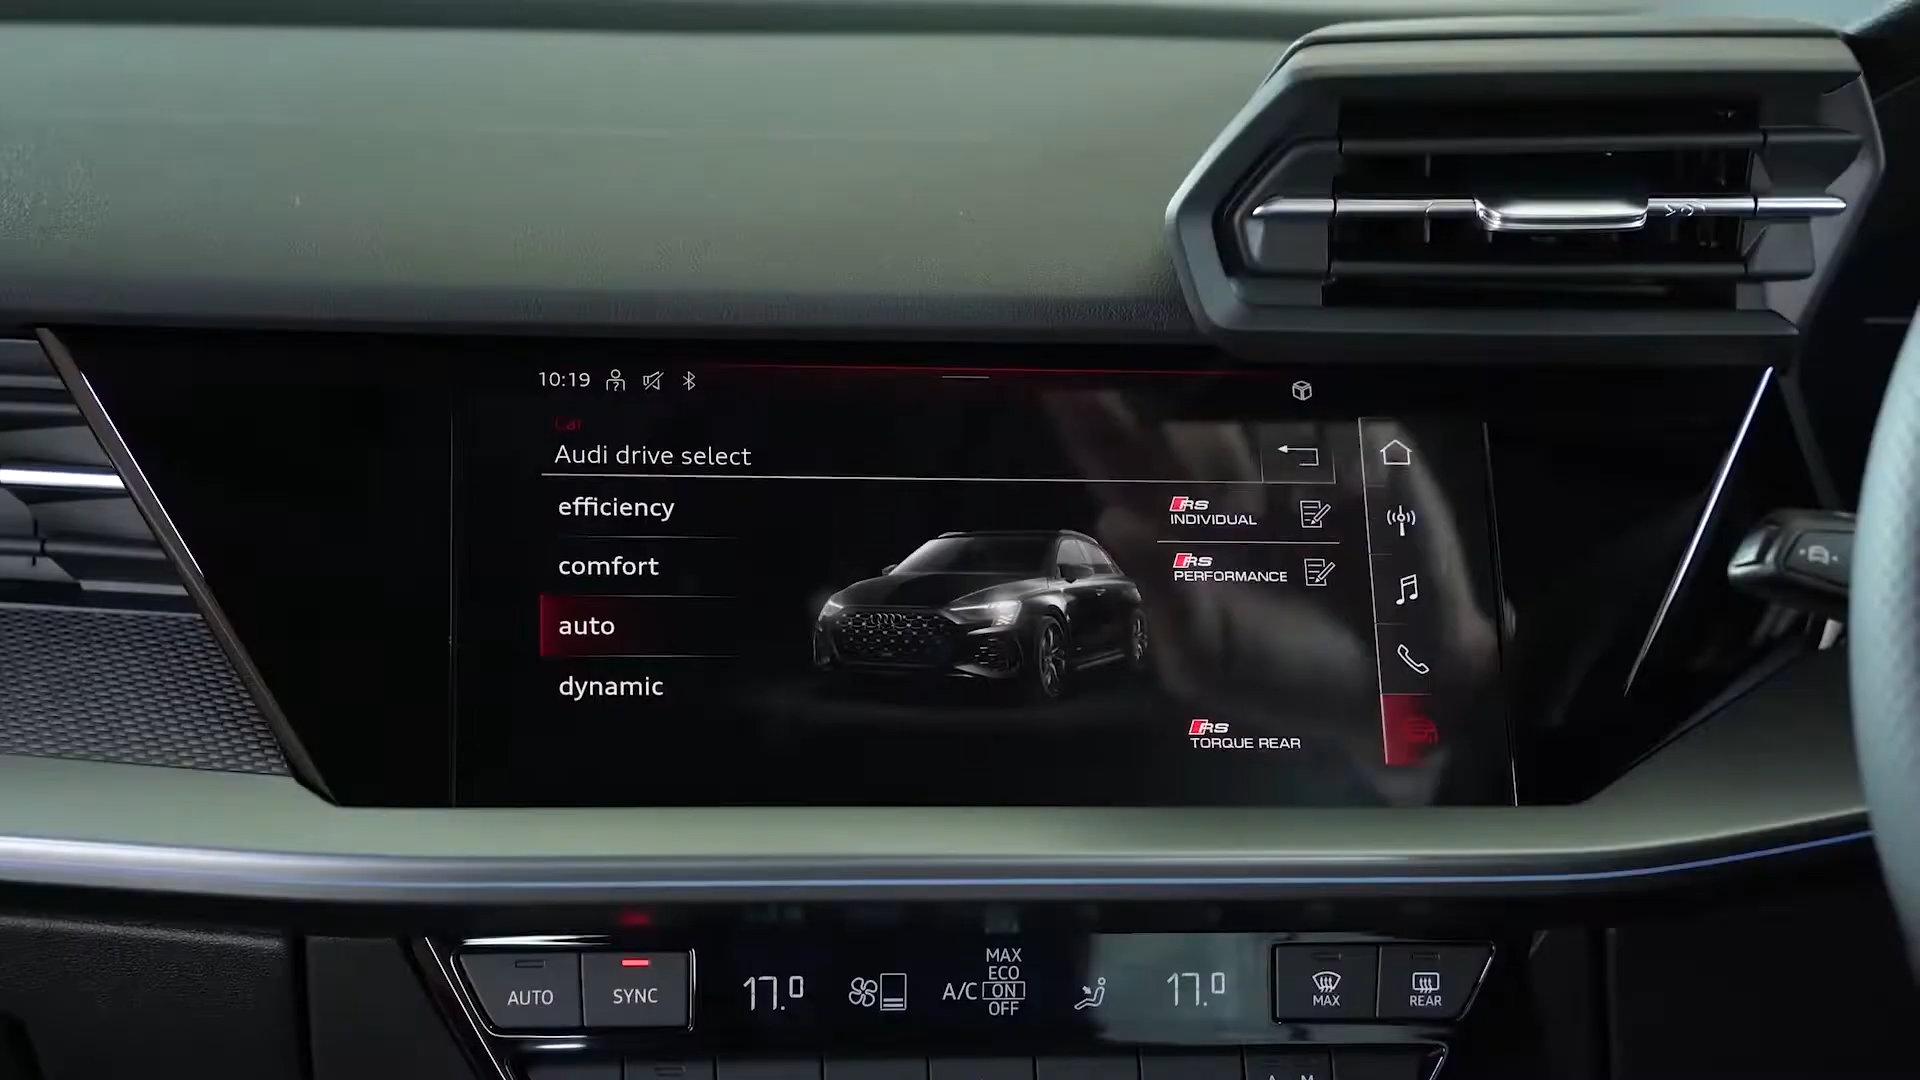 10:19
Car
Audi drive select
efficiency
comfort
auto
dynamic
RS
INDIVIDUAL
RS
PERFORMANCE
RS
TORQUE REAR
AUTO
SYNC
17.0
A/C
MAX
ECO
ON
OFF
17.0
MAX
REAR